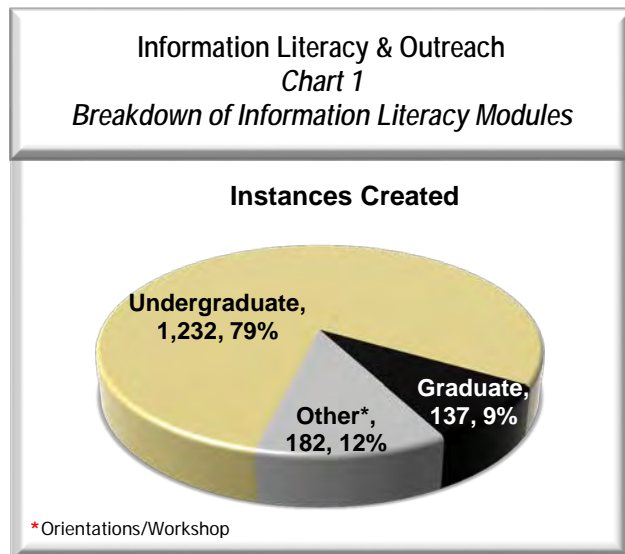 Information Literacy & Outreach
Chart 1
Breakdown of Information Literacy Modules
Instances Created
Undergraduate,
1,232, 79%
Graduate,
137, 9%
Other*,
182, 12%
*Orientations/Workshop